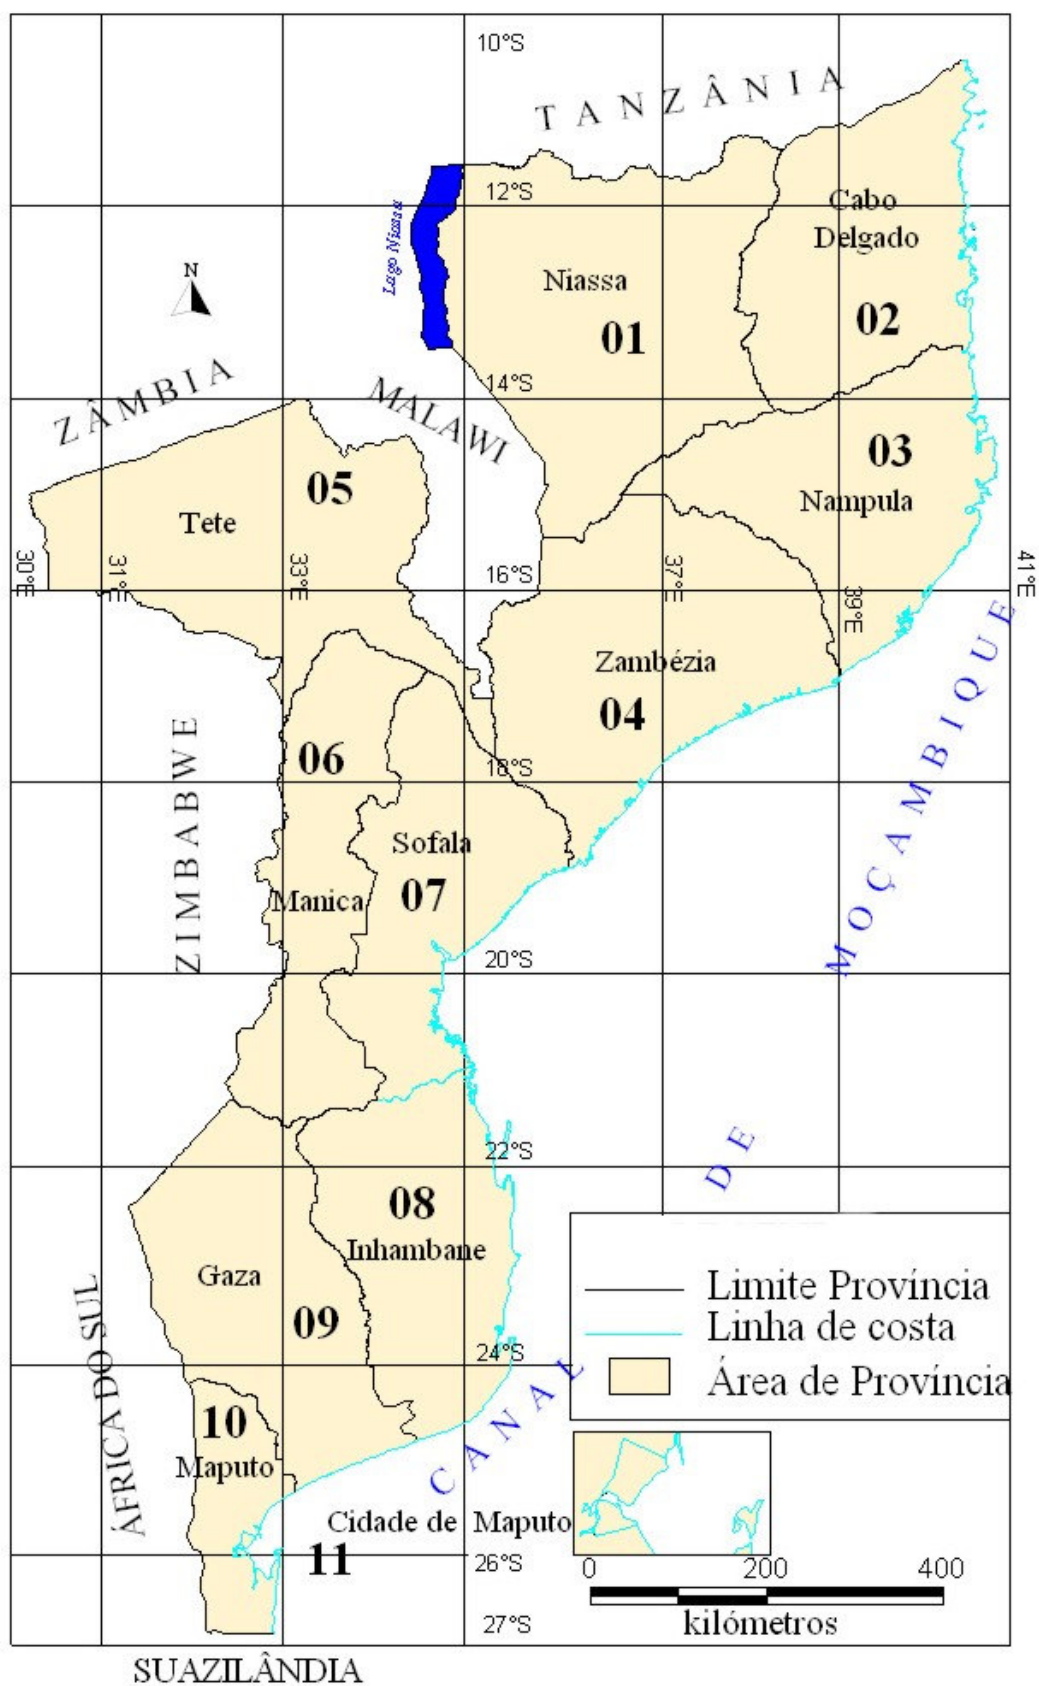 10°S
TANZÂNIA
12°S
Cabo
Delgado
Lago Niassa
N
Niassa
02
01
ZÂMBIA
14°S
MALAWI
03
05
Nampula
Tete
30°E
31°E
33°E
16°S
37°E
39°E
41°E
Zambézia
04
ZIMBABWE
06
18°S
MOÇAMBIQUE
Sofala
07
Manica
20°S
22°S
DE
08
Inhambane
Gaza
09
Limite Província
Linha de costa
24°S
Área de Província
ÁFRICA DO SUL
CANAL
10
Maputo
Cidade de Maputo
11
26°S
0 200 400
kilómetros
27°S
SUAZILÂNDIA